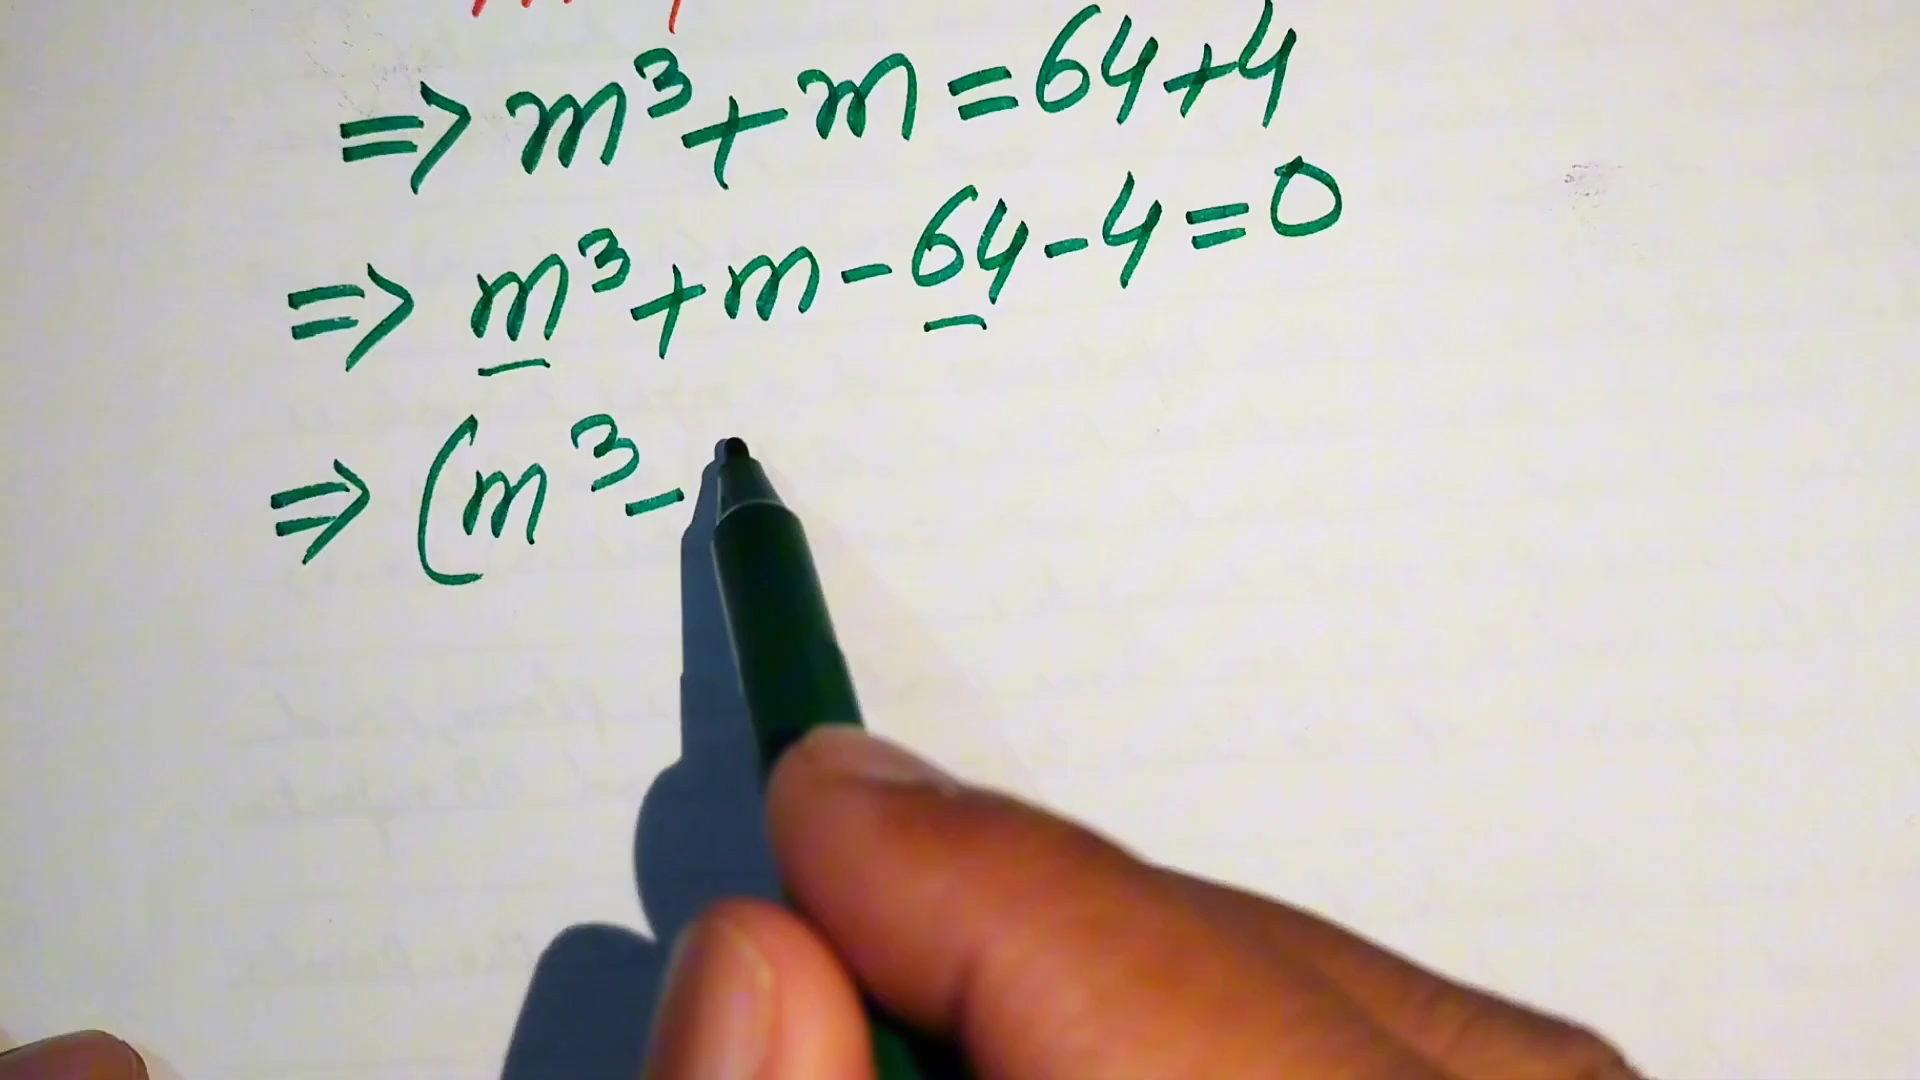 ⇒ m³ + m = 64 + 4
⇒ m³ + m - 64 - 4 = 0
⇒ (m³ -